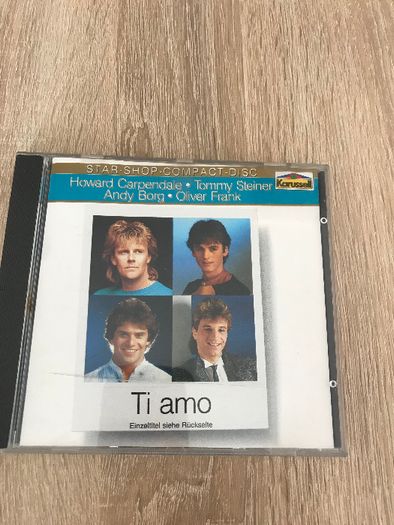 STAR·SHOP·COMPACT·DISC
Howard Carpendale • Tommy Steiner
Andy Borg • Oliver Frank
Karussell
Ti amo
Einzeltitel siehe Rückseite